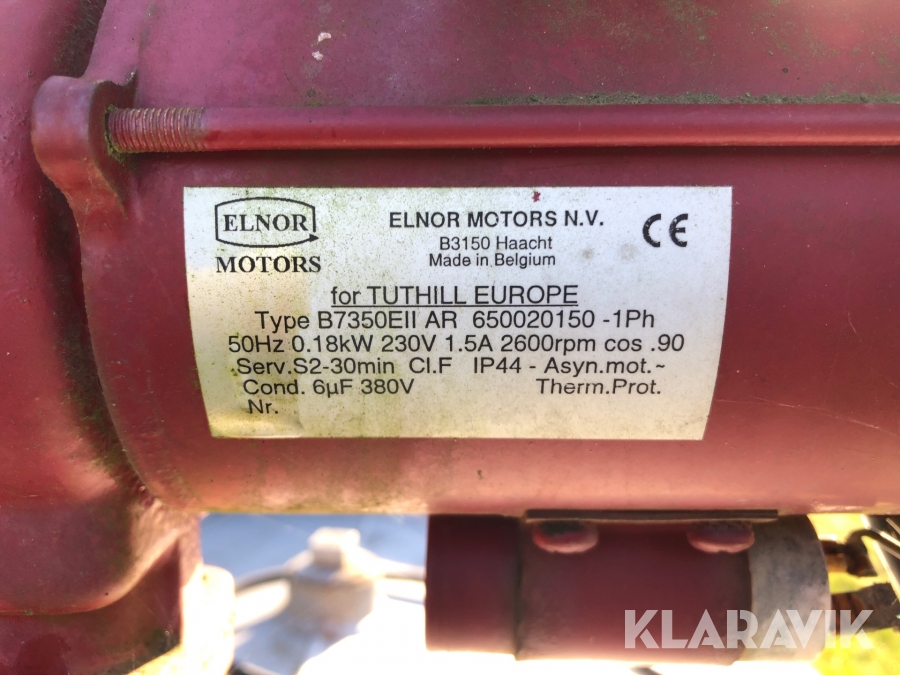 ELNOR
MOTORS
ELNOR MOTORS N.V.
B3150 Haacht
Made in Belgium
CE
for TUTHILL EUROPE
Type B7350EII AR 650020150 -1Ph
50Hz 0.18kW 230V 1.5A 2600rpm cos .90
Serv.S2-30min Cl.F IP44 - Asyn.mot.~
Cond. 6µF 380V Therm.Prot.
Nr.
KLARAVIK